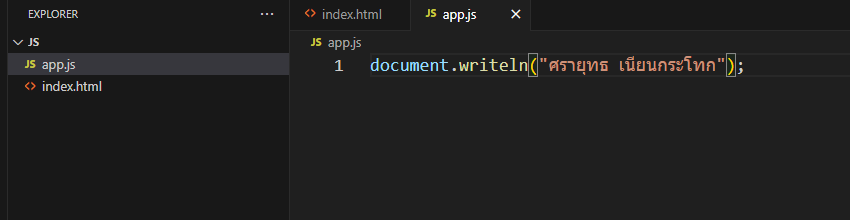 EXPLORER ...
JS
JS app.js
<> index.html
<> index.html JS app.js ×
JS app.js
1 document.writeln("ศรายุทธ เนียนกระโทก");